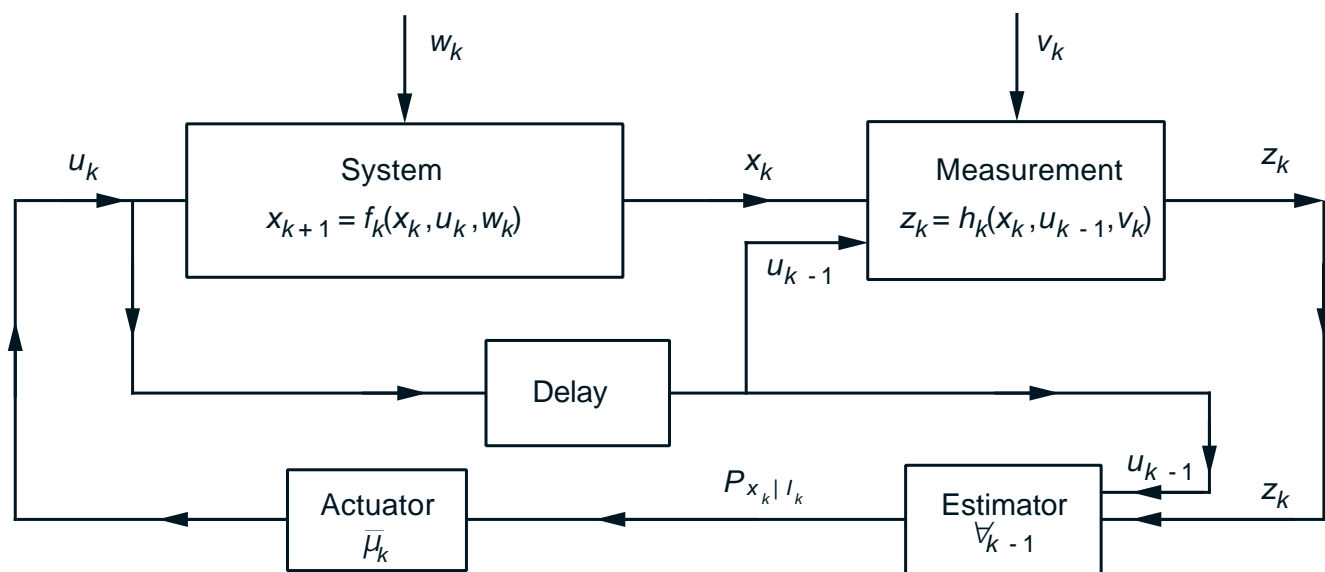 w_k
v_k
u_k
System
x_{k+1} = f_k(x_k, u_k, w_k)
x_k
Measurement
z_k = h_k(x_k, u_{k-1}, v_k)
z_k
u_{k-1}
Delay
u_{k-1}
z_k
P_{x_k | I_k}
Actuator
μ̅_k
Estimator
∀_{k-1}